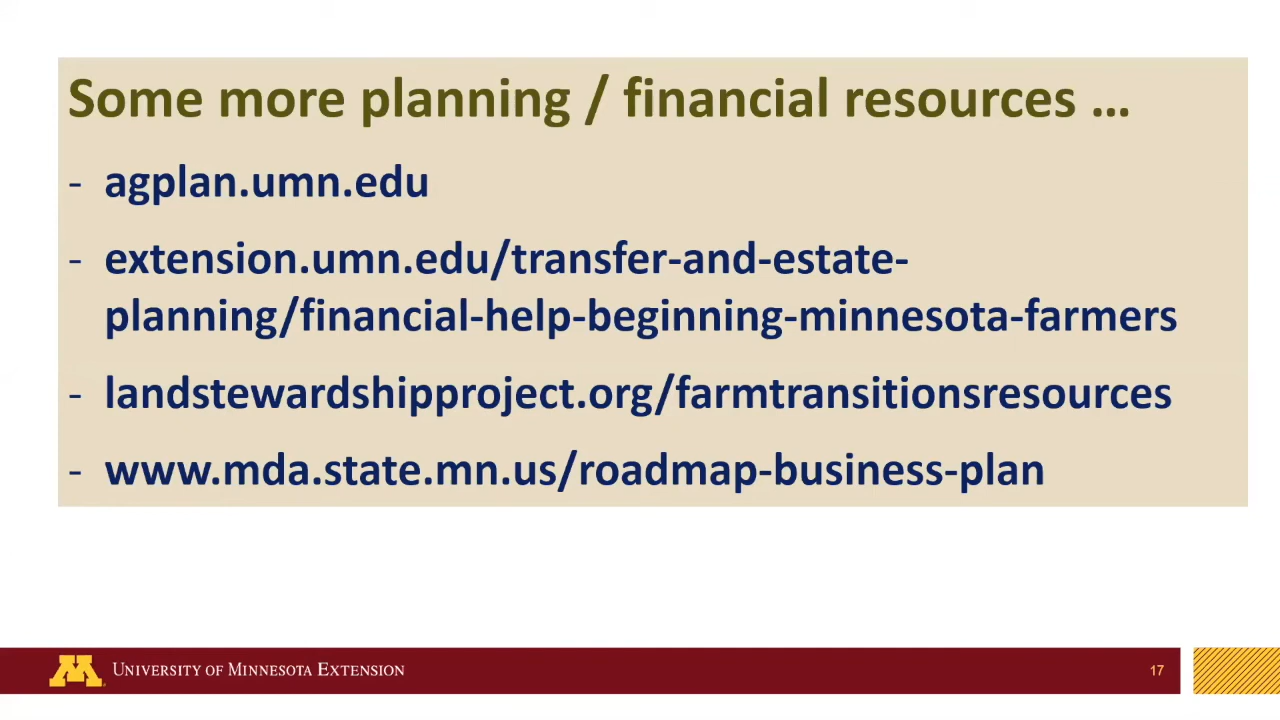 Some more planning / financial resources …
- agplan.umn.edu
- extension.umn.edu/transfer-and-estate-
planning/financial-help-beginning-minnesota-farmers
- landstewardshipproject.org/farmtransitionsresources
- www.mda.state.mn.us/roadmap-business-plan
M UNIVERSITY OF MINNESOTA EXTENSION
17